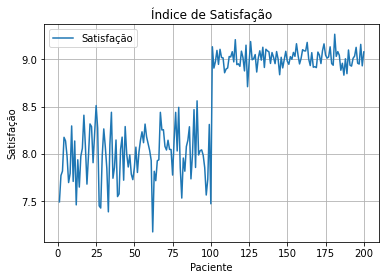 Índice de Satisfação
Satisfação
Satisfação
9.0
8.5
8.0
7.5
0 25 50 75 100 125 150 175 200
Paciente